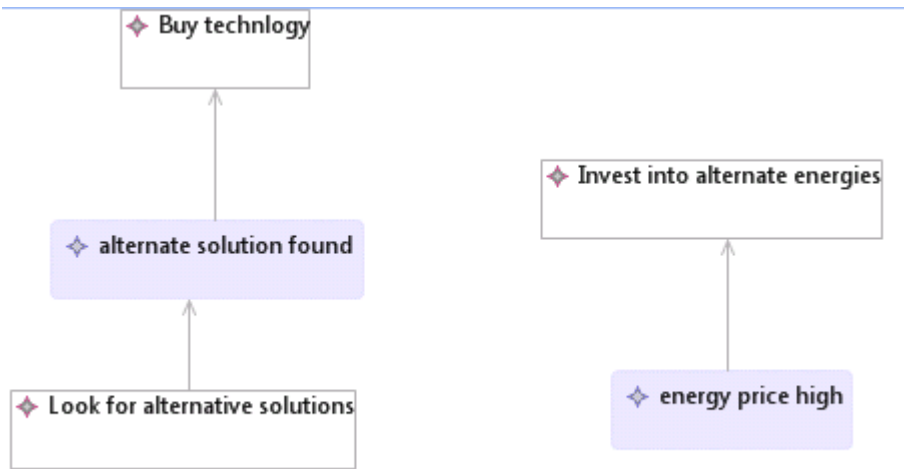 Buy technlogy
Invest into alternate energies
alternate solution found
energy price high
Look for alternative solutions